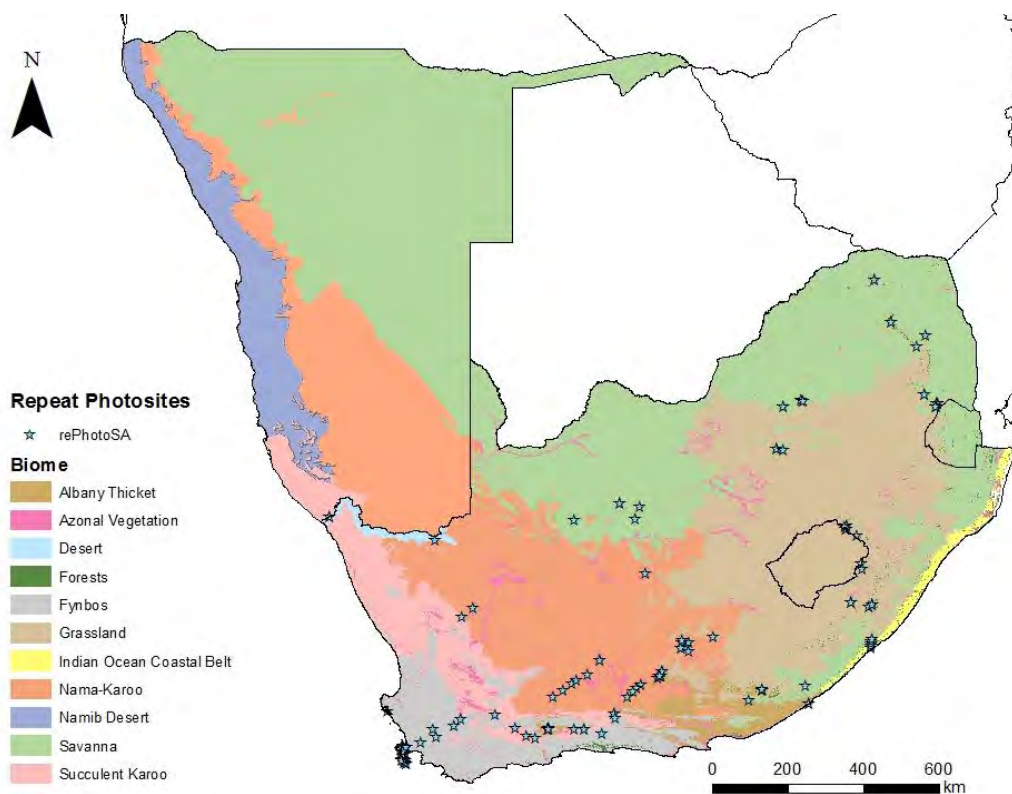 N
Repeat Photosites
rePhotoSA
Biome
Albany Thicket
Azonal Vegetation
Desert
Forests
Fynbos
Grassland
Indian Ocean Coastal Belt
Nama-Karoo
Namib Desert
Savanna
Succulent Karoo
0 200 400 600
km